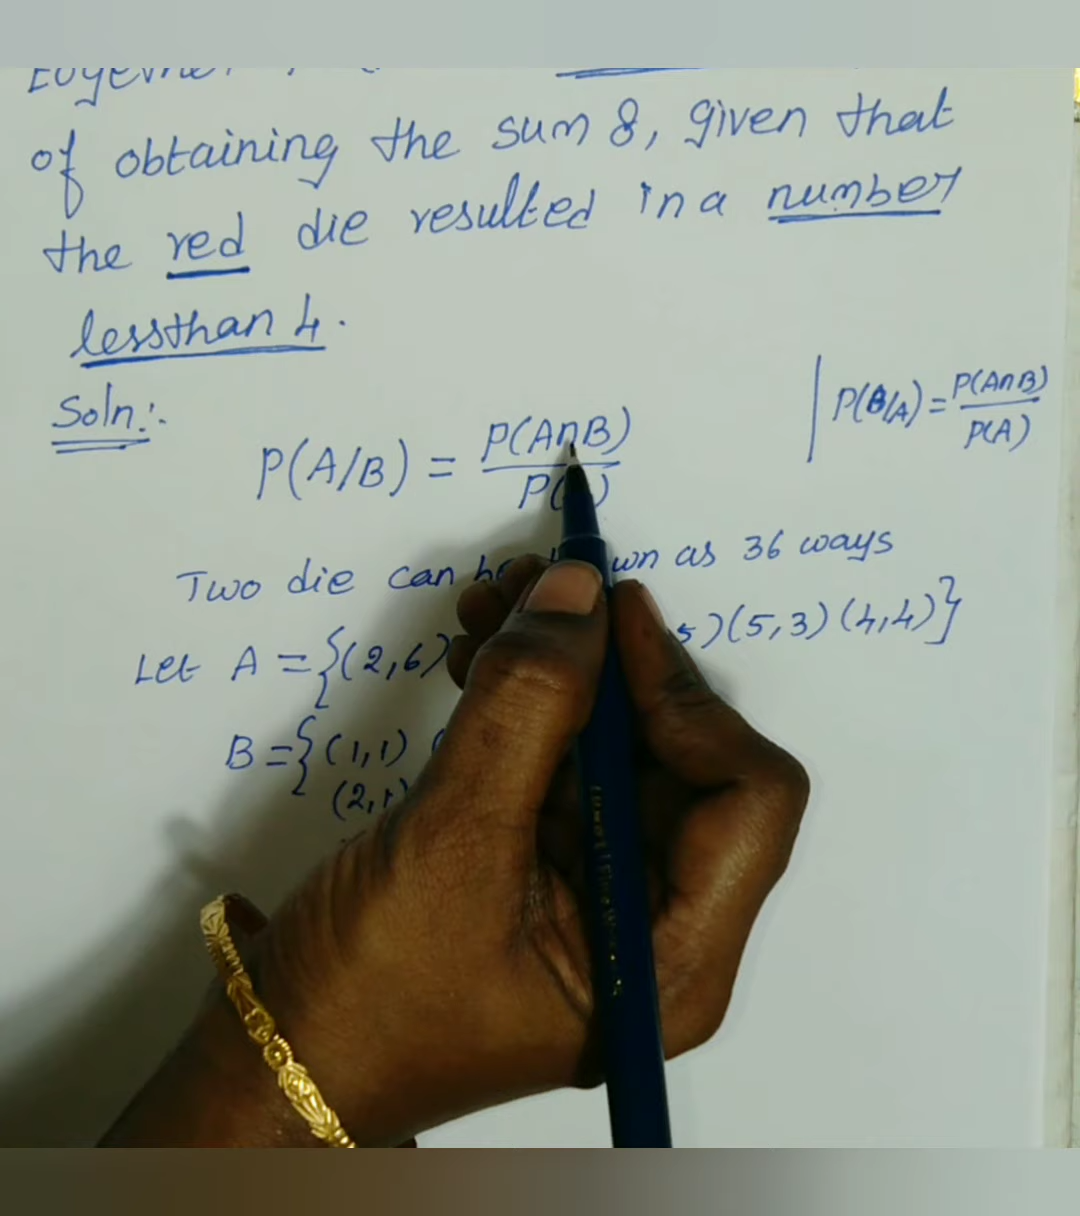 of obtaining the sum 8, given that
the red die resulted in a number
lessthan 4.
Soln:.
P(A/B) = P(A∩B) / P( )
P(B/A) = P(A∩B) / P(A)
Two die can as 36 ways
Let A = {(2,6) 5)(5,3)(4,4)}
B = {(1,1) (
(2,1)